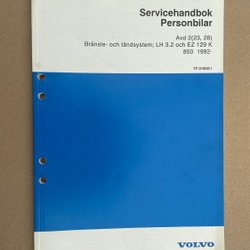 Servicehandbok
Personbilar
Avd 2(23, 28)
Bränsle- och tändsystem; LH 3.2 och EZ 129 K
850 1992-
VOLVO